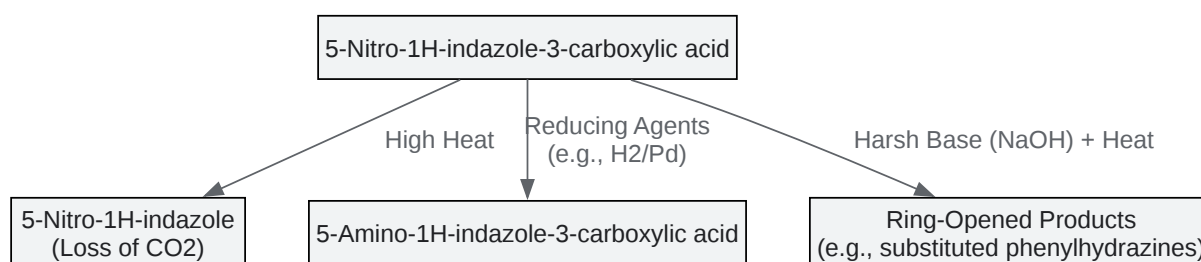 5-Nitro-1H-indazole-3-carboxylic acid
High Heat
Reducing Agents
(e.g., H2/Pd)
Harsh Base (NaOH) + Heat
5-Nitro-1H-indazole
(Loss of CO2)
5-Amino-1H-indazole-3-carboxylic acid
Ring-Opened Products
(e.g., substituted phenylhydrazines)